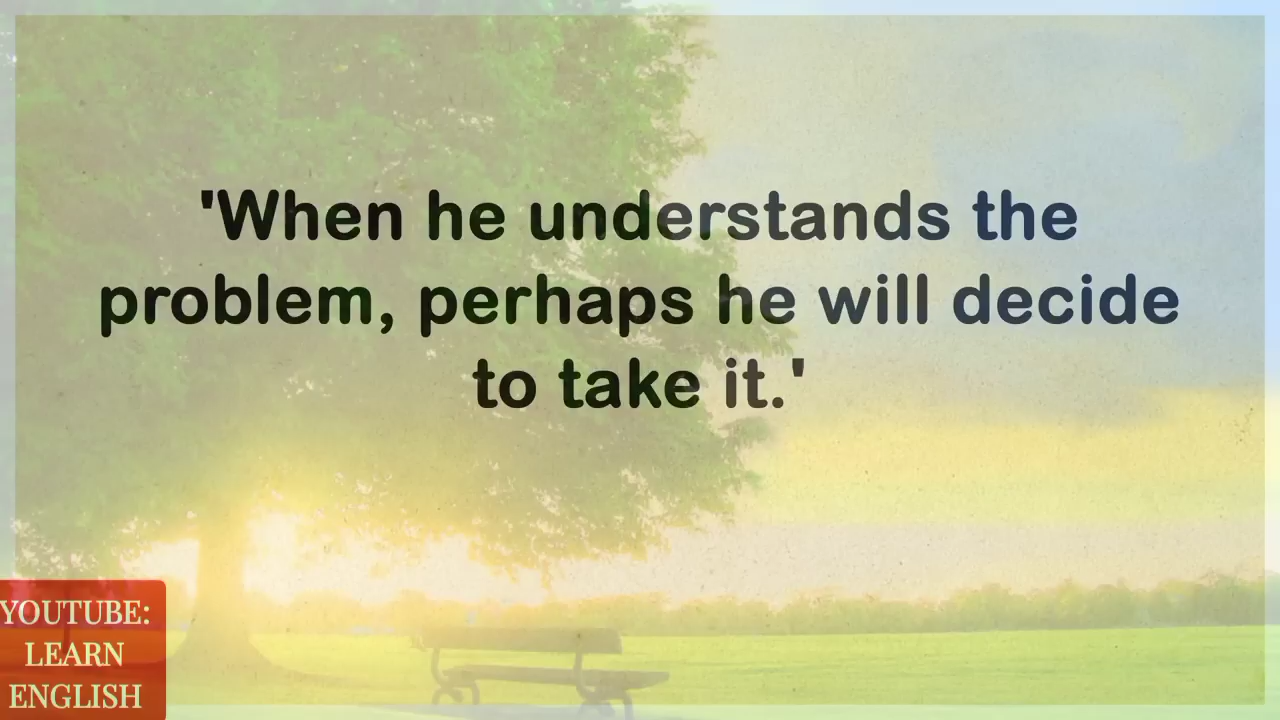 'When he understands the
problem, perhaps he will decide
to take it.'
YOUTUBE:
LEARN
ENGLISH